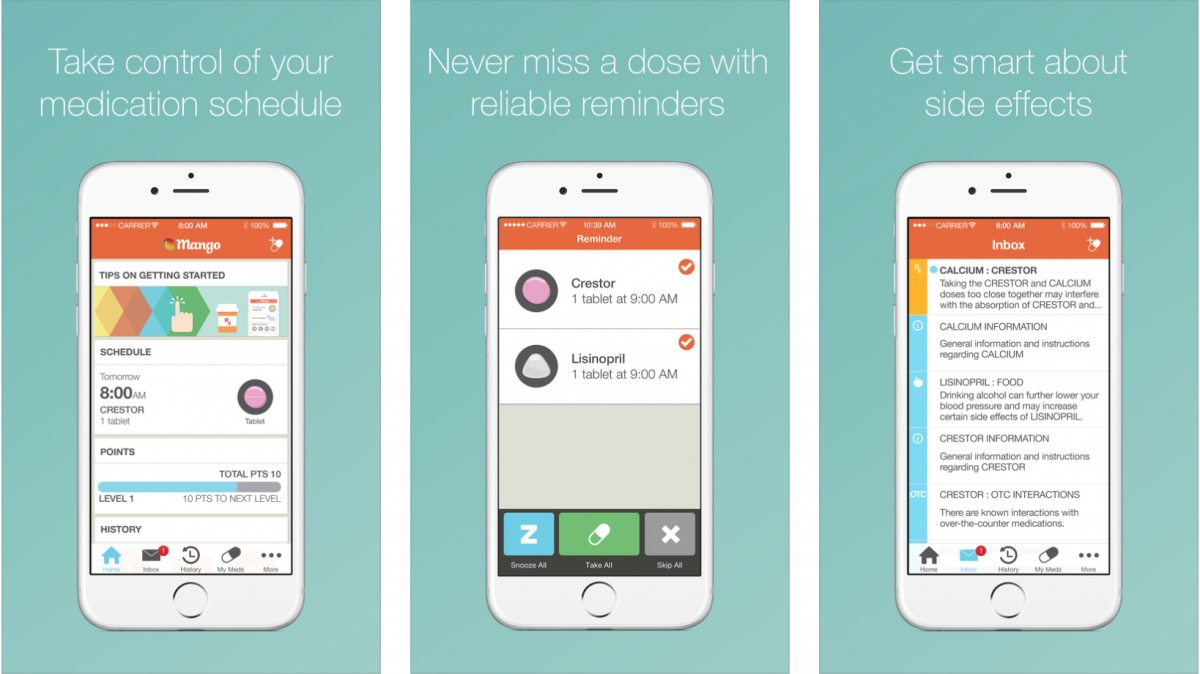 Take control of your
medication schedule
CARRIER 8:00 AM 100%
Mango
TIPS ON GETTING STARTED
SCHEDULE
Tomorrow
8:00AM
CRESTOR
1 tablet
Tablet
POINTS
TOTAL PTS 10
LEVEL 1 10 PTS TO NEXT LEVEL
HISTORY
1
Home Inbox History My Meds More
Never miss a dose with
reliable reminders
CARRIER 10:39 AM 100%
Reminder
Crestor
1 tablet at 9:00 AM
Lisinopril
1 tablet at 9:00 AM
Z
Snooze All Take All Skip All
Get smart about
side effects
CARRIER 8:00 AM 100%
Inbox
CALCIUM : CRESTOR
Taking the CRESTOR and CALCIUM
doses too close together may interfere
with the absorption of CRESTOR and...
CALCIUM INFORMATION
General information and instructions
regarding CALCIUM
LISINOPRIL : FOOD
Drinking alcohol can further lower your
blood pressure and may increase
certain side effects of LISINOPRIL.
CRESTOR INFORMATION
General information and instructions
regarding CRESTOR
OTC CRESTOR : OTC INTERACTIONS
There are known interactions with
over-the-counter medications.
1
Home Inbox History My Meds More